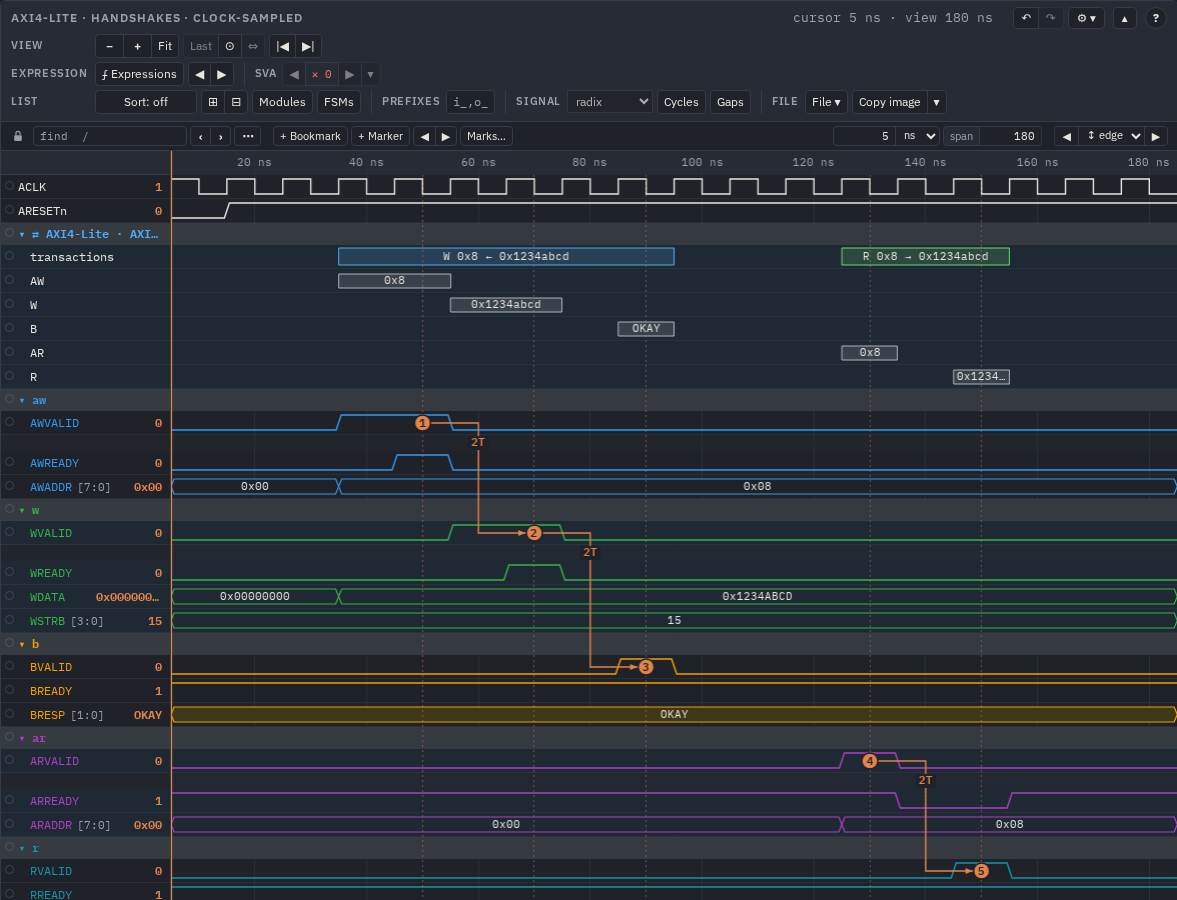 AXI4-LITE · HANDSHAKES · CLOCK-SAMPLED
cursor 5 ns · view 180 ns
?
VIEW
− + Fit Last
EXPRESSION ⨍ Expressions ◀ ▶ SVA ◀ × 0 ▶ ▾
LIST Sort: off ⊞ ⊟ Modules FSMs PREFIXES i_,o_ SIGNAL radix Cycles Gaps FILE File ▾ Copy image ▾
find / ‹ › ··· + Bookmark + Marker ◀ ▶ Marks… 5 ns span 180 ◀ ↕ edge ▶
20 ns 40 ns 60 ns 80 ns 100 ns 120 ns 140 ns 160 ns 180 ns
ACLK 1
ARESETn 0
▾ ⇄ AXI4-Lite · AXI…
transactions W 0x8 ← 0x1234abcd R 0x8 → 0x1234abcd
AW 0x8
W 0x1234abcd
B OKAY
AR 0x8
R 0x1234…
▾ aw
AWVALID 0 1
2T
AWREADY 0
AWADDR [7:0] 0x00 0x00 0x08
▾ w
WVALID 0 2
2T
WREADY 0
WDATA 0x000000… 0x00000000 0x1234ABCD
WSTRB [3:0] 15 15
▾ b
BVALID 0 3
BREADY 1
BRESP [1:0] OKAY OKAY
▾ ar
ARVALID 0 4
2T
ARREADY 1
ARADDR [7:0] 0x00 0x00 0x08
▾ r
RVALID 0 5
RREADY 1